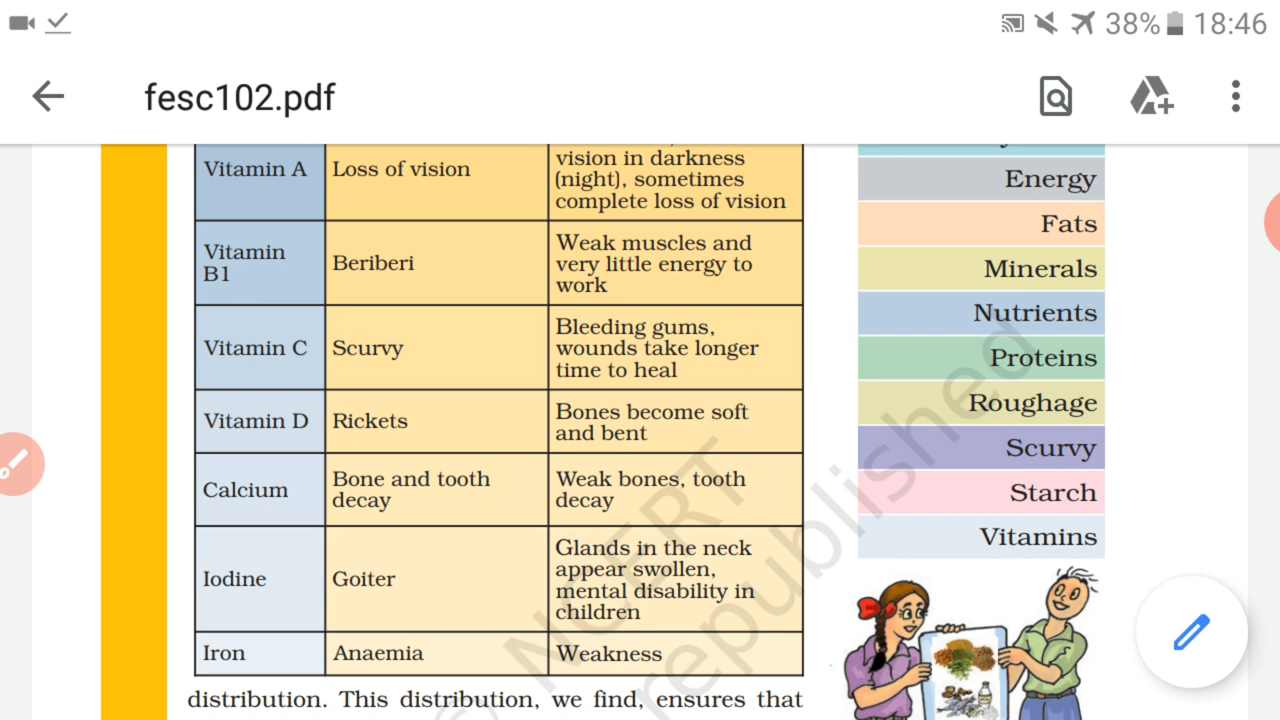 38% 18:46
fesc102.pdf
Vitamin A
Loss of vision
vision in darkness
(night), sometimes
complete loss of vision
Vitamin
B1
Beriberi
Weak muscles and
very little energy to
work
Vitamin C
Scurvy
Bleeding gums,
wounds take longer
time to heal
Vitamin D
Rickets
Bones become soft
and bent
Calcium
Bone and tooth
decay
Weak bones, tooth
decay
Iodine
Goiter
Glands in the neck
appear swollen,
mental disability in
children
Iron
Anaemia
Weakness
distribution. This distribution, we find, ensures that
Energy
Fats
Minerals
Nutrients
Proteins
Roughage
Scurvy
Starch
Vitamins
NCERT
republished